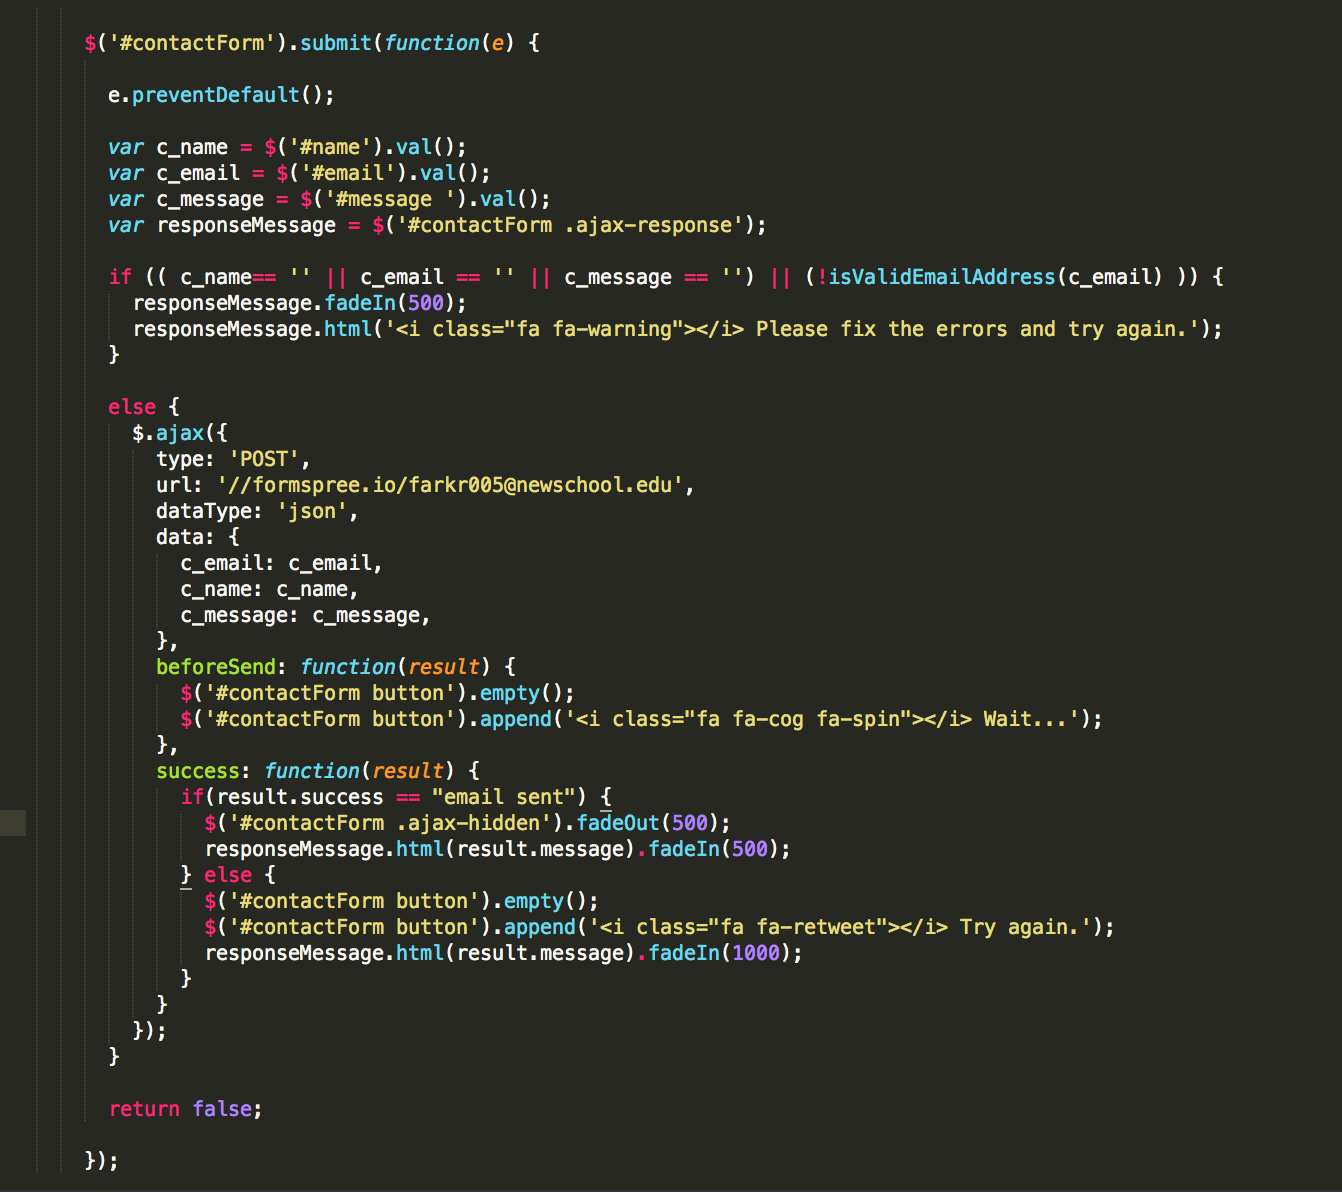 $('#contactForm').submit(function(e) {
e.preventDefault();
var c_name = $('#name').val();
var c_email = $('#email').val();
var c_message = $('#message ').val();
var responseMessage = $('#contactForm .ajax-response');
if (( c_name== '' || c_email == '' || c_message == '') || (!isValidEmailAddress(c_email) )) {
responseMessage.fadeIn(500);
responseMessage.html('<i class="fa fa-warning"></i> Please fix the errors and try again.');
}
else {
$.ajax({
type: 'POST',
url: '//formspree.io/farkr005@newschool.edu',
dataType: 'json',
data: {
c_email: c_email,
c_name: c_name,
c_message: c_message,
},
beforeSend: function(result) {
$('#contactForm button').empty();
$('#contactForm button').append('<i class="fa fa-cog fa-spin"></i> Wait...');
},
success: function(result) {
if(result.success == "email sent") {
$('#contactForm .ajax-hidden').fadeOut(500);
responseMessage.html(result.message).fadeIn(500);
} else {
$('#contactForm button').empty();
$('#contactForm button').append('<i class="fa fa-retweet"></i> Try again.');
responseMessage.html(result.message).fadeIn(1000);
}
}
});
}
return false;
});